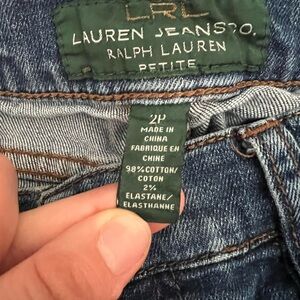 LRL
LAUREN JEANS CO.
RALPH LAUREN
PETITE
2P
MADE IN
CHINA
FABRIQUE EN
CHINE
98% COTTON/
COTON
2%
ELASTANE/
ELASTHANNE